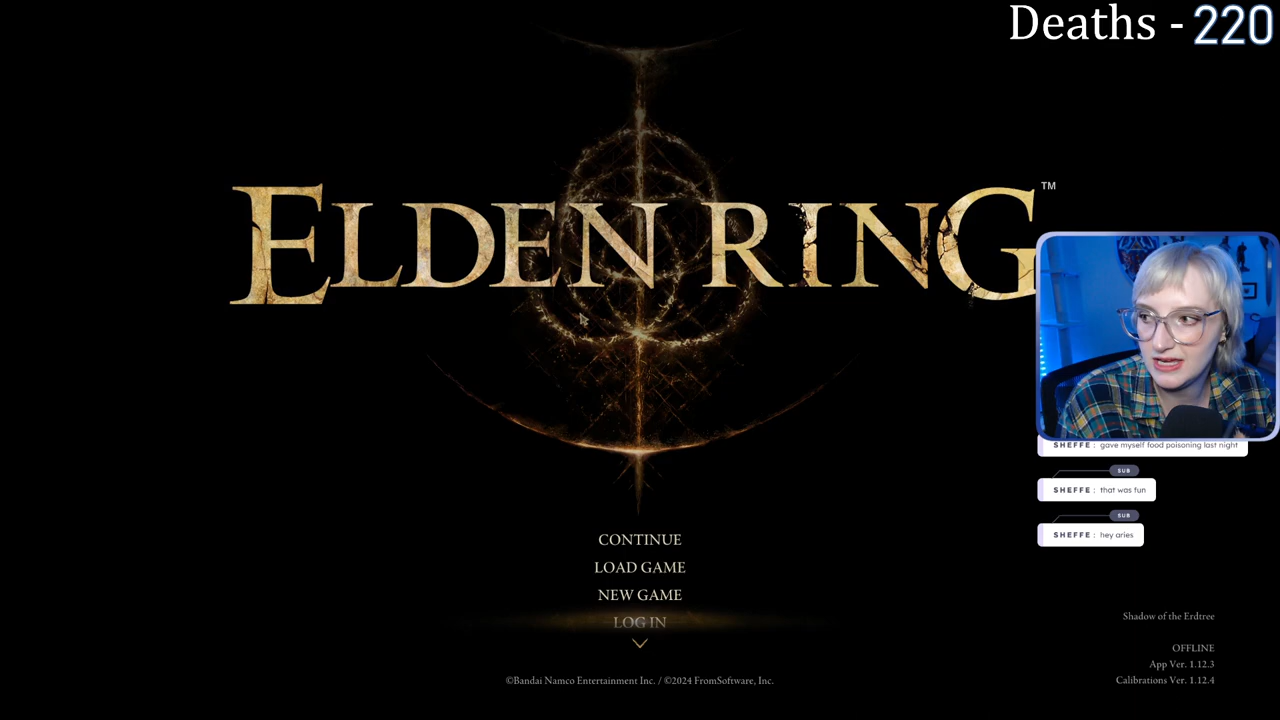 Deaths - 220
ELDEN RING™
SHEFFE : gave myself food poisoning last night
SUB
SHEFFE : that was fun
SUB
SHEFFE : hey aries
CONTINUE
LOAD GAME
NEW GAME
LOG IN
Shadow of the Erdtree
OFFLINE
App Ver. 1.12.3
Calibrations Ver. 1.12.4
©Bandai Namco Entertainment Inc. / ©2024 FromSoftware, Inc.